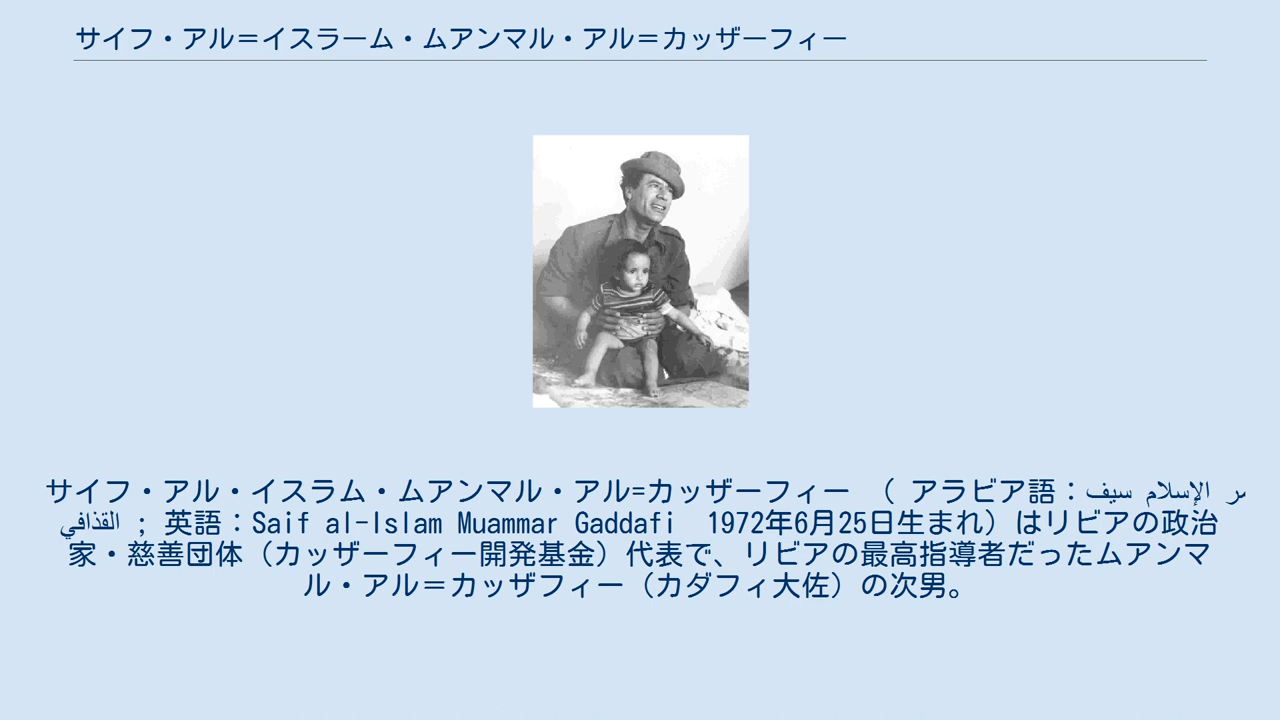 サイフ・アル＝イスラーム・ムアンマル・アル＝カッザーフィー
サイフ・アル・イスラム・ムアンマル・アル=カッザーフィー （ アラビア語：سيف الإسلام
القذافي ; 英語：Saif al-Islam Muammar Gaddafi 1972年6月25日生まれ）はリビアの政治
家・慈善団体（カッザーフィー開発基金）代表で、リビアの最高指導者だったムアンマ
ル・アル＝カッザフィー（カダフィ大佐）の次男。